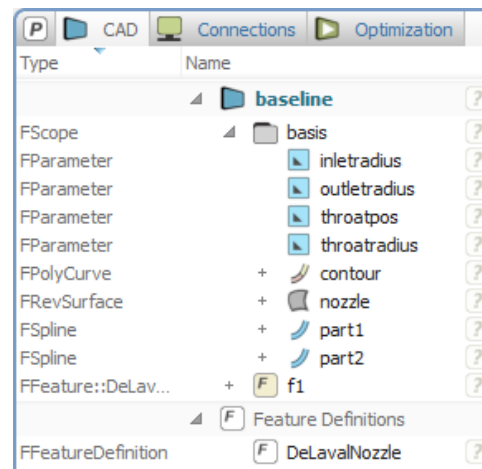 P CAD Connections Optimization
Type Name
baseline ?
FScope basis ?
FParameter inletradius ?
FParameter outletradius ?
FParameter throatpos ?
FParameter throatradius ?
FPolyCurve + contour ?
FRevSurface + nozzle ?
FSpline + part1 ?
FSpline + part2 ?
FFeature::DeLav... + F f1 ?
F Feature Definitions
FFeatureDefinition F DeLavalNozzle ?